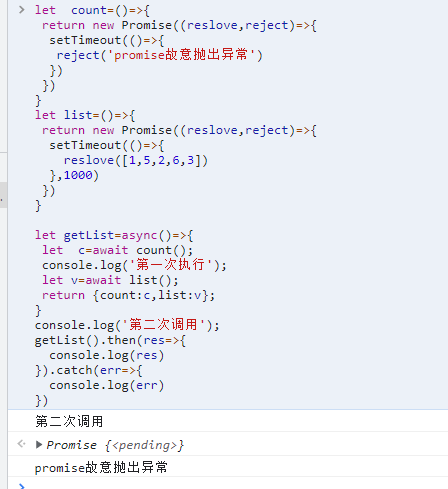 let  count=()=>{
 return new Promise((reslove,reject)=>{
  setTimeout(()=>{
   reject('promise故意抛出异常')
  })
 })
}
let list=()=>{
 return new Promise((reslove,reject)=>{
  setTimeout(()=>{
    reslove([1,5,2,6,3])
  },1000)
 })
}
let getList=async()=>{
 let  c=await count();
 console.log('第一次执行');
 let v=await list();
 return {count:c,list:v};
}
console.log('第二次调用');
getList().then(res=>{
  console.log(res)
}).catch(err=>{
  console.log(err)
})
第二次调用
Promise {<pending>}
promise故意抛出异常